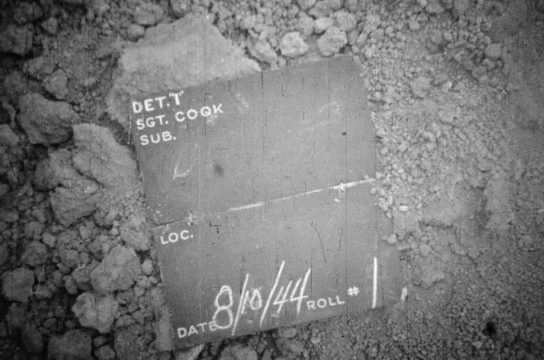 DET.T
SGT. COOK
SUB.
LOC.
DATE 8/10/44 ROLL # 1